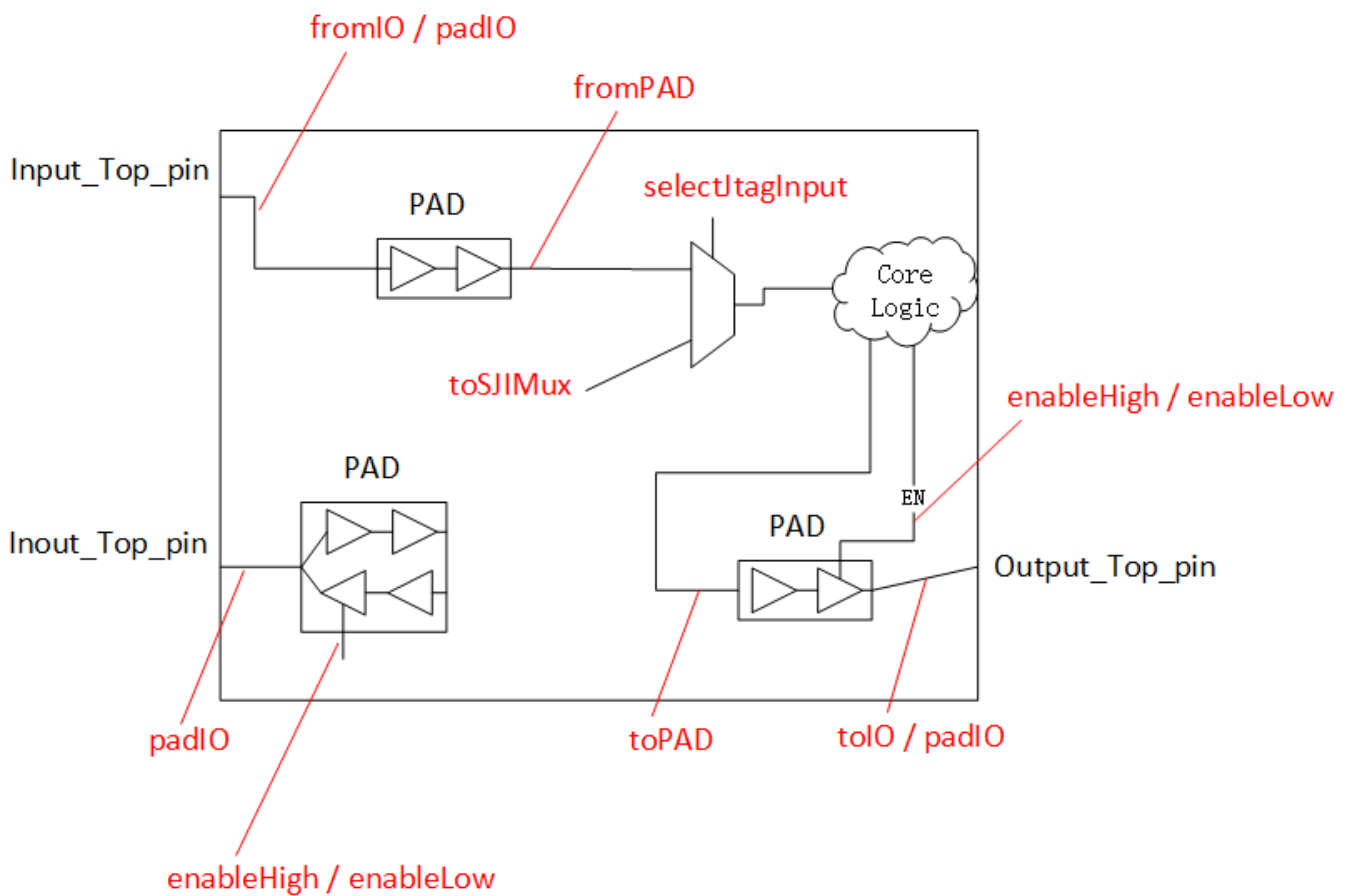 fromIO / padIO
fromPAD
Input_Top_pin
selectJtagInput
PAD
Core
Logic
toSJIMux
enableHigh / enableLow
PAD
EN
PAD
Inout_Top_pin
Output_Top_pin
padIO
toPAD
toIO / padIO
enableHigh / enableLow